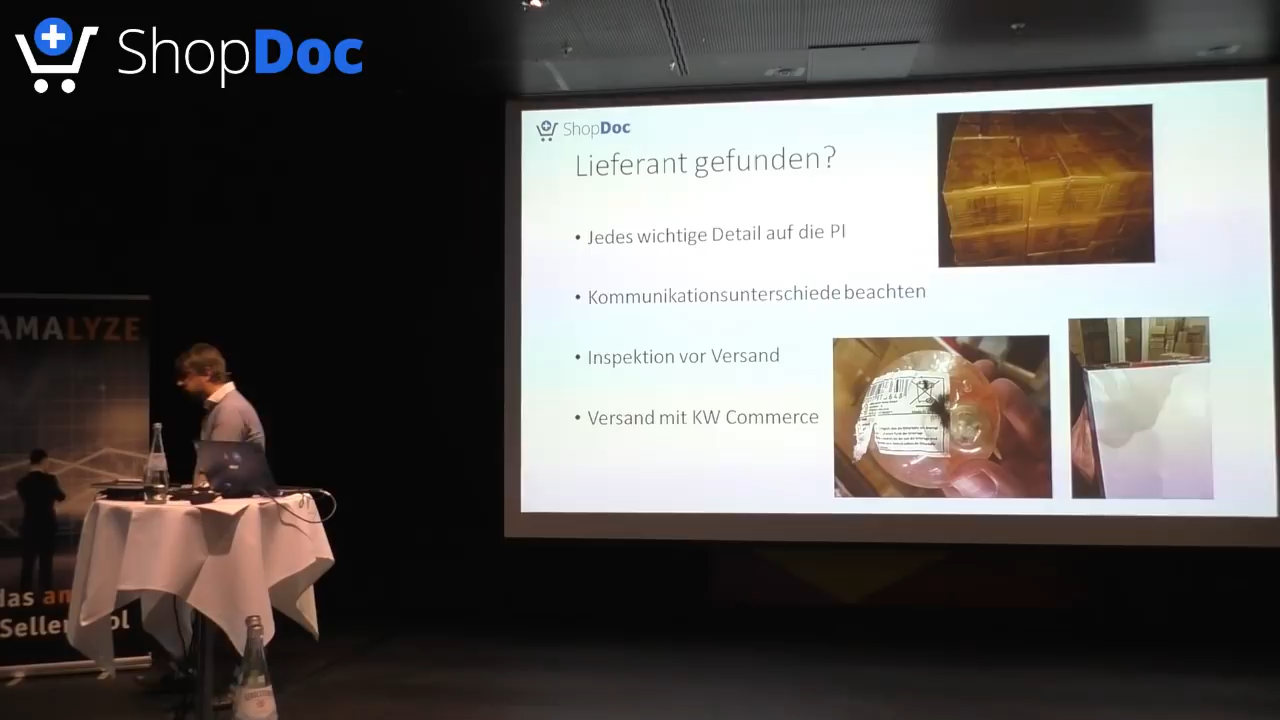 ShopDoc
ShopDoc
Lieferant gefunden?
• Jedes wichtige Detail auf die PI
• Kommunikationsunterschiede beachten
• Inspektion vor Versand
• Versand mit KW Commerce
AMALYZE
das
Seller